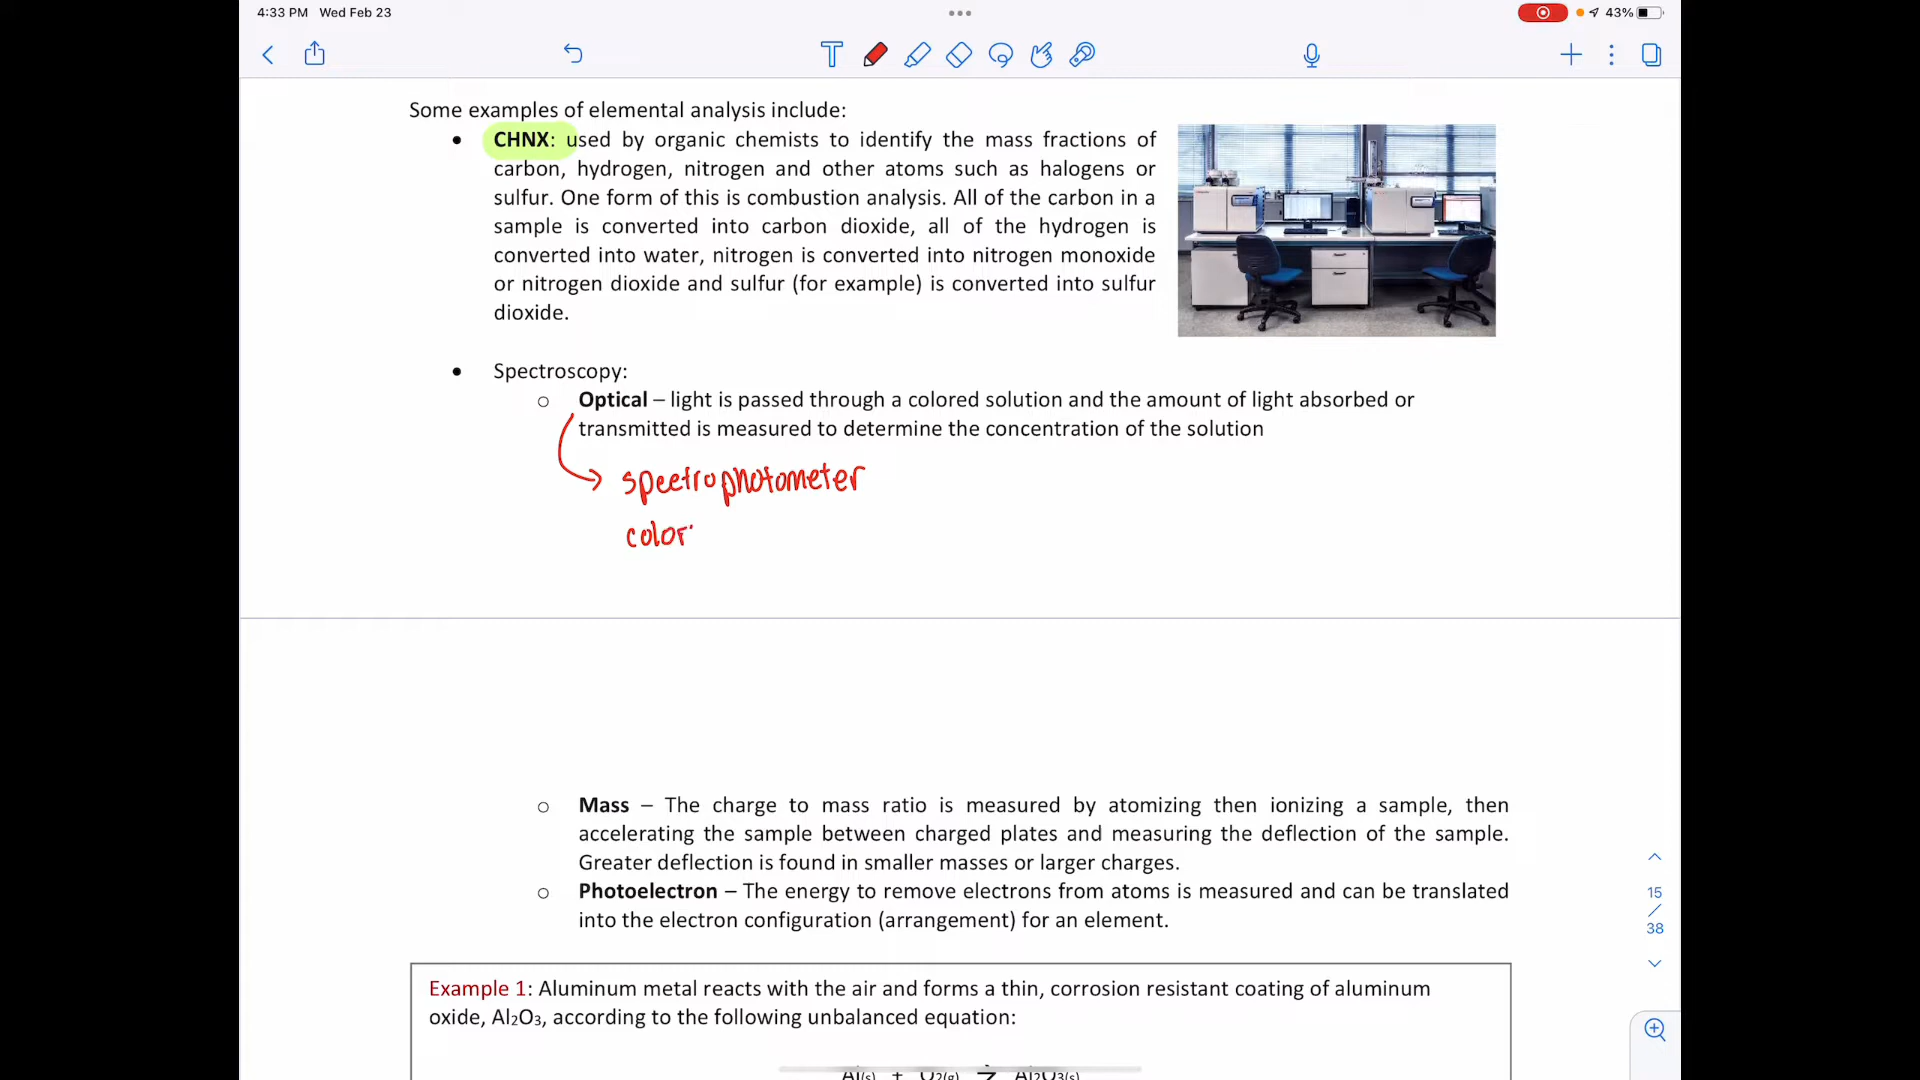 4:33 PM Wed Feb 23
43%
Some examples of elemental analysis include:
• CHNX: used by organic chemists to identify the mass fractions of
carbon, hydrogen, nitrogen and other atoms such as halogens or
sulfur. One form of this is combustion analysis. All of the carbon in a
sample is converted into carbon dioxide, all of the hydrogen is
converted into water, nitrogen is converted into nitrogen monoxide
or nitrogen dioxide and sulfur (for example) is converted into sulfur
dioxide.
• Spectroscopy:
o Optical – light is passed through a colored solution and the amount of light absorbed or
transmitted is measured to determine the concentration of the solution
spectrophotometer
color
o Mass – The charge to mass ratio is measured by atomizing then ionizing a sample, then
accelerating the sample between charged plates and measuring the deflection of the sample.
Greater deflection is found in smaller masses or larger charges.
o Photoelectron – The energy to remove electrons from atoms is measured and can be translated
into the electron configuration (arrangement) for an element.
15
/
38
Example 1: Aluminum metal reacts with the air and forms a thin, corrosion resistant coating of aluminum
oxide, Al₂O₃, according to the following unbalanced equation:
Al(s) + O₂(g) → Al₂O₃(s)